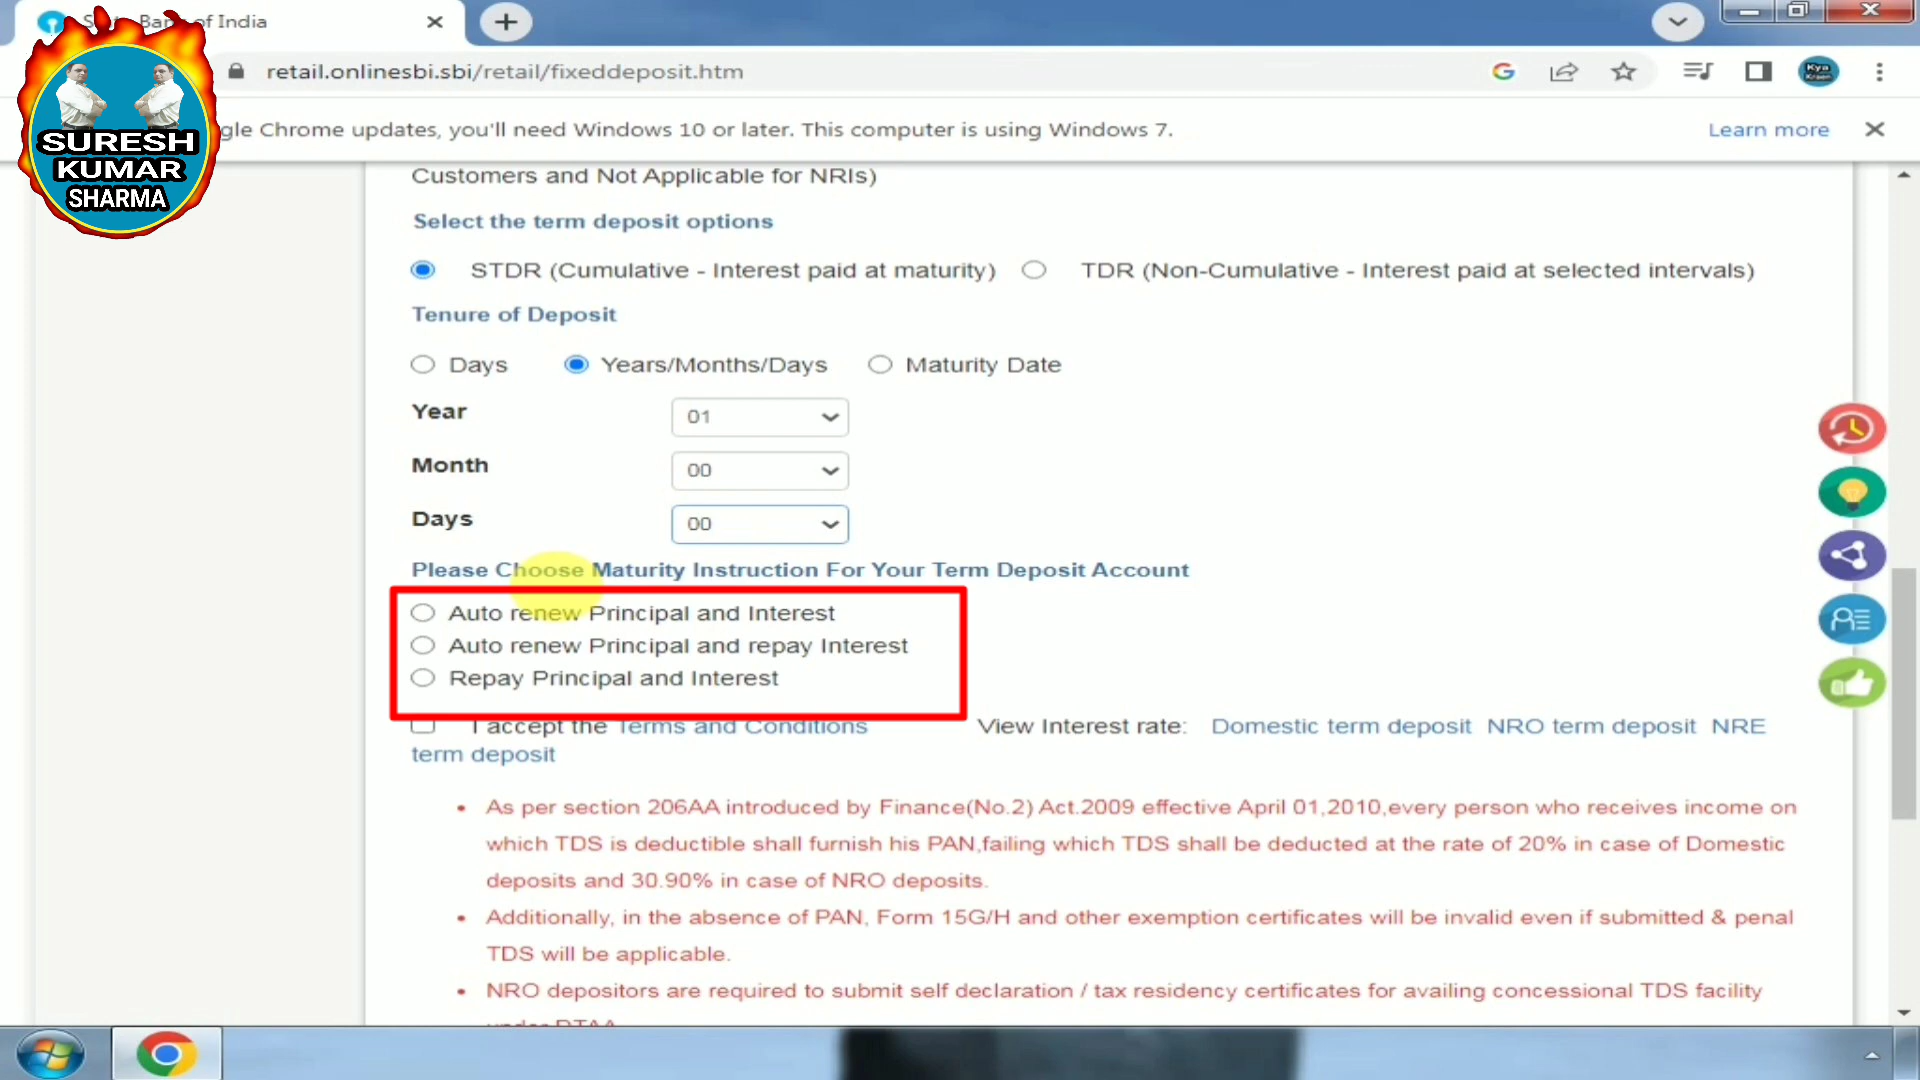 State Bank of India
retail.onlinesbi.sbi/retail/fixeddeposit.htm
Kya
SURESH
KUMAR
SHARMA
gle Chrome updates, you'll need Windows 10 or later. This computer is using Windows 7.
Learn more
Customers and Not Applicable for NRIs)
Select the term deposit options
STDR (Cumulative - Interest paid at maturity)
TDR (Non-Cumulative - Interest paid at selected intervals)
Tenure of Deposit
Days
Years/Months/Days
Maturity Date
Year
01
Month
00
Days
00
Please Choose Maturity Instruction For Your Term Deposit Account
Auto renew Principal and Interest
Auto renew Principal and repay Interest
Repay Principal and Interest
I accept the Terms and Conditions
View Interest rate: Domestic term deposit NRO term deposit NRE
term deposit
• As per section 206AA introduced by Finance(No.2) Act.2009 effective April 01,2010,every person who receives income on
which TDS is deductible shall furnish his PAN,failing which TDS shall be deducted at the rate of 20% in case of Domestic
deposits and 30.90% in case of NRO deposits.
• Additionally, in the absence of PAN, Form 15G/H and other exemption certificates will be invalid even if submitted & penal
TDS will be applicable.
• NRO depositors are required to submit self declaration / tax residency certificates for availing concessional TDS facility
under DTAA